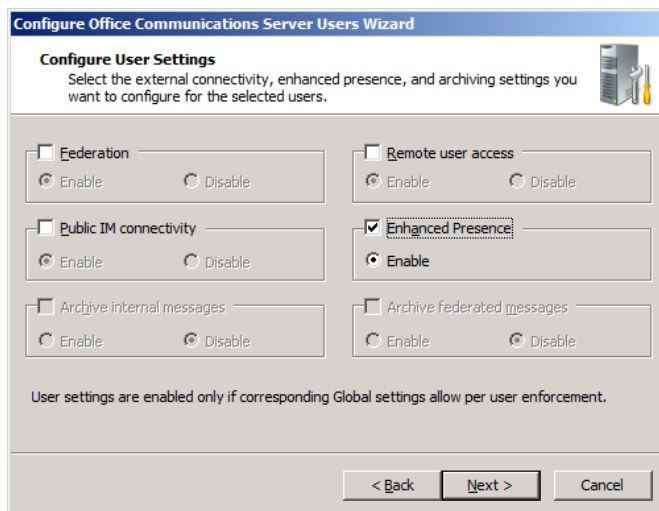 Configure Office Communications Server Users Wizard
Configure User Settings
Select the external connectivity, enhanced presence, and archiving settings you
want to configure for the selected users.
Federation
Enable Disable
Remote user access
Enable Disable
Public IM connectivity
Enable Disable
Enhanced Presence
Enable
Archive internal messages
Enable Disable
Archive federated messages
Enable Disable
User settings are enabled only if corresponding Global settings allow per user enforcement.
< Back Next > Cancel